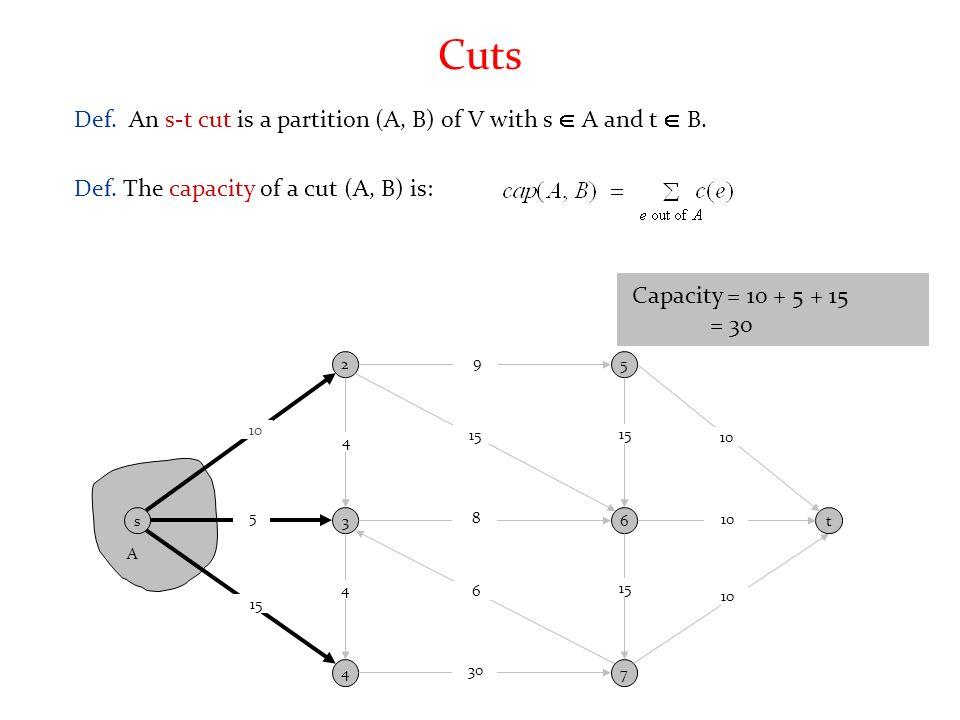 Cuts
Def. An s-t cut is a partition (A, B) of V with s ∈ A and t ∈ B.
Def. The capacity of a cut (A, B) is:
cap(A, B) = Σ c(e)
e out of A
Capacity = 10 + 5 + 15
= 30
2 9 5
10 4 15 15 10
s 5 3 8 6 10 t
A
15 4 6 15 10
4 30 7